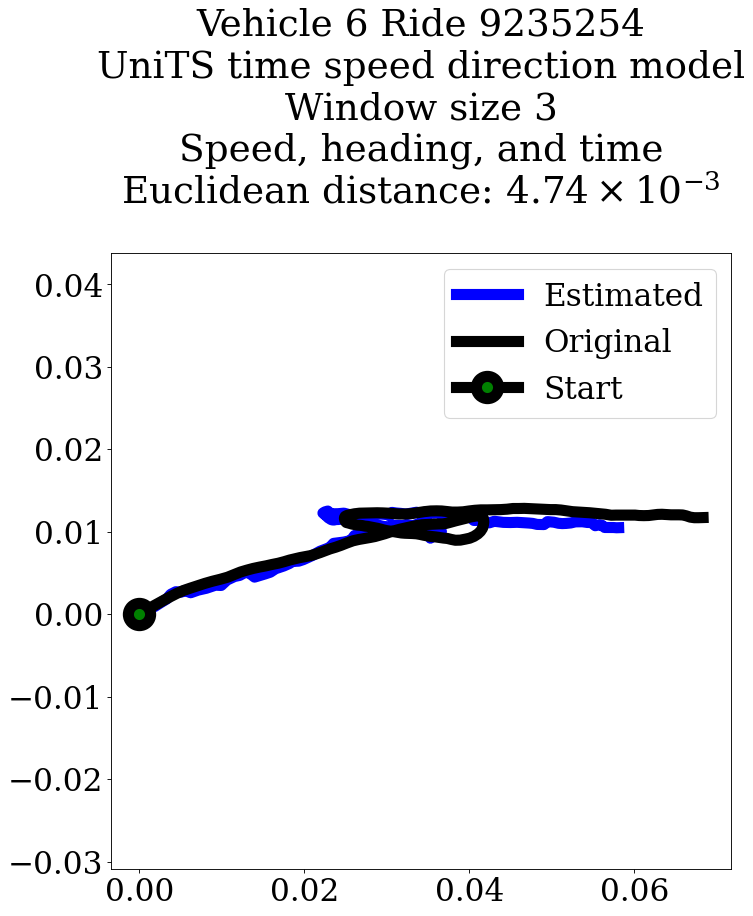 Vehicle 6 Ride 9235254
UniTS time speed direction model
Window size 3
Speed, heading, and time
Euclidean distance: 4.74 × 10⁻³
Estimated
Original
Start
0.04
0.03
0.02
0.01
0.00
−0.01
−0.02
−0.03
0.00 0.02 0.04 0.06